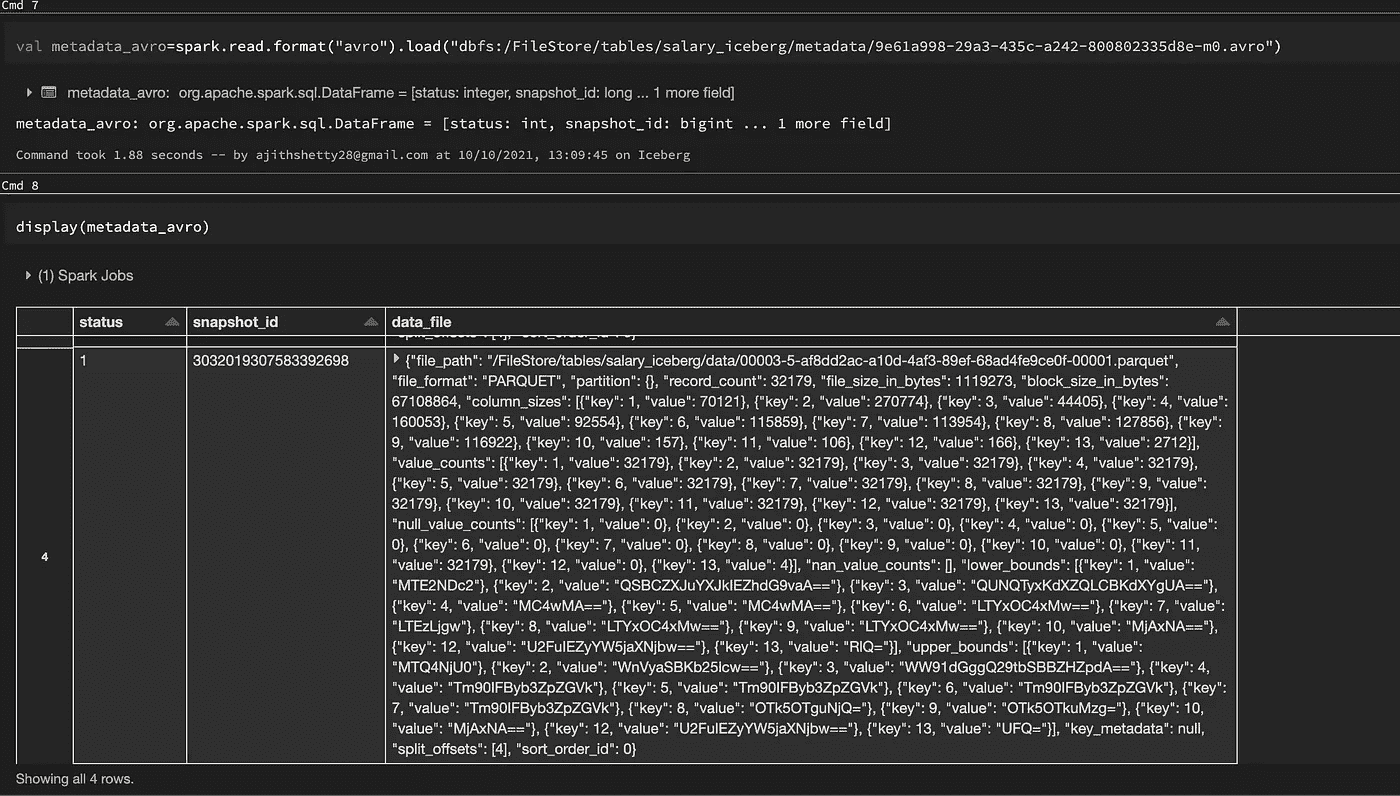 Cmd 7
val metadata_avro=spark.read.format("avro").load("dbfs:/FileStore/tables/salary_iceberg/metadata/9e61a998-29a3-435c-a242-800802335d8e-m0.avro")
metadata_avro: org.apache.spark.sql.DataFrame = [status: integer, snapshot_id: long ... 1 more field]
metadata_avro: org.apache.spark.sql.DataFrame = [status: int, snapshot_id: bigint ... 1 more field]
Command took 1.88 seconds -- by ajithshetty28@gmail.com at 10/10/2021, 13:09:45 on Iceberg
Cmd 8
display(metadata_avro)
(1) Spark Jobs
status snapshot_id data_file
1 3032019307583392698 {"file_path": "/FileStore/tables/salary_iceberg/data/00003-5-af8dd2ac-a10d-4af3-89ef-68ad4fe9ce0f-00001.parquet",
"file_format": "PARQUET", "partition": {}, "record_count": 32179, "file_size_in_bytes": 1119273, "block_size_in_bytes":
67108864, "column_sizes": [{"key": 1, "value": 70121}, {"key": 2, "value": 270774}, {"key": 3, "value": 44405}, {"key": 4, "value":
160053}, {"key": 5, "value": 92554}, {"key": 6, "value": 115859}, {"key": 7, "value": 113954}, {"key": 8, "value": 127856}, {"key":
9, "value": 116922}, {"key": 10, "value": 157}, {"key": 11, "value": 106}, {"key": 12, "value": 166}, {"key": 13, "value": 2712}],
"value_counts": [{"key": 1, "value": 32179}, {"key": 2, "value": 32179}, {"key": 3, "value": 32179}, {"key": 4, "value": 32179},
{"key": 5, "value": 32179}, {"key": 6, "value": 32179}, {"key": 7, "value": 32179}, {"key": 8, "value": 32179}, {"key": 9, "value":
32179}, {"key": 10, "value": 32179}, {"key": 11, "value": 32179}, {"key": 12, "value": 32179}, {"key": 13, "value": 32179}],
"null_value_counts": [{"key": 1, "value": 0}, {"key": 2, "value": 0}, {"key": 3, "value": 0}, {"key": 4, "value": 0}, {"key": 5, "value":
0}, {"key": 6, "value": 0}, {"key": 7, "value": 0}, {"key": 8, "value": 0}, {"key": 9, "value": 0}, {"key": 10, "value": 0}, {"key": 11,
4 "value": 32179}, {"key": 12, "value": 0}, {"key": 13, "value": 4}], "nan_value_counts": [], "lower_bounds": [{"key": 1, "value":
"MTE2NDc2"}, {"key": 2, "value": "QSBCZXJuYXJkIEZhdG9vaA=="}, {"key": 3, "value": "QUNQTyxKdXZQLCBKdXYgUA=="},
{"key": 4, "value": "MC4wMA=="}, {"key": 5, "value": "MC4wMA=="}, {"key": 6, "value": "LTYxOC4xMw=="}, {"key": 7, "value":
"LTEzLjgw"}, {"key": 8, "value": "LTYxOC4xMw=="}, {"key": 9, "value": "LTYxOC4xMw=="}, {"key": 10, "value": "MjAxNA=="},
{"key": 12, "value": "U2FuIEZyYW5jaXNjbw=="}, {"key": 13, "value": "RlQ="}], "upper_bounds": [{"key": 1, "value":
"MTQ4NjU0"}, {"key": 2, "value": "WnVyaSBKb25lcw=="}, {"key": 3, "value": "WW91dGggQ29tbSBBZHZpdA=="}, {"key": 4,
"value": "Tm90IFByb3ZpZGVk"}, {"key": 5, "value": "Tm90IFByb3ZpZGVk"}, {"key": 6, "value": "Tm90IFByb3ZpZGVk"}, {"key":
7, "value": "Tm90IFByb3ZpZGVk"}, {"key": 8, "value": "OTk5OTguNjQ="}, {"key": 9, "value": "OTk5OTkuMzg="}, {"key": 10,
"value": "MjAxNA=="}, {"key": 12, "value": "U2FuIEZyYW5jaXNjbw=="}, {"key": 13, "value": "UFQ="}], "key_metadata": null,
"split_offsets": [4], "sort_order_id": 0}
Showing all 4 rows.